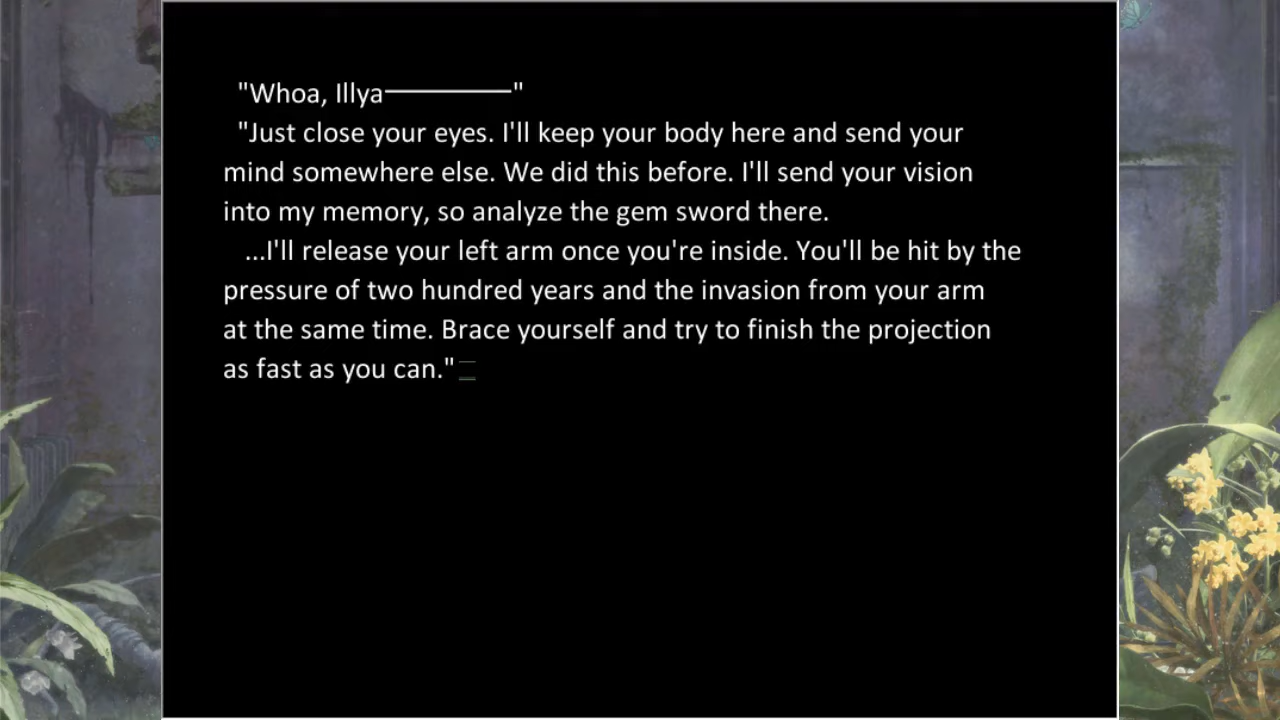 "Whoa, Illya―――――"
"Just close your eyes. I'll keep your body here and send your
mind somewhere else. We did this before. I'll send your vision
into my memory, so analyze the gem sword there.
...I'll release your left arm once you're inside. You'll be hit by the
pressure of two hundred years and the invasion from your arm
at the same time. Brace yourself and try to finish the projection
as fast as you can."